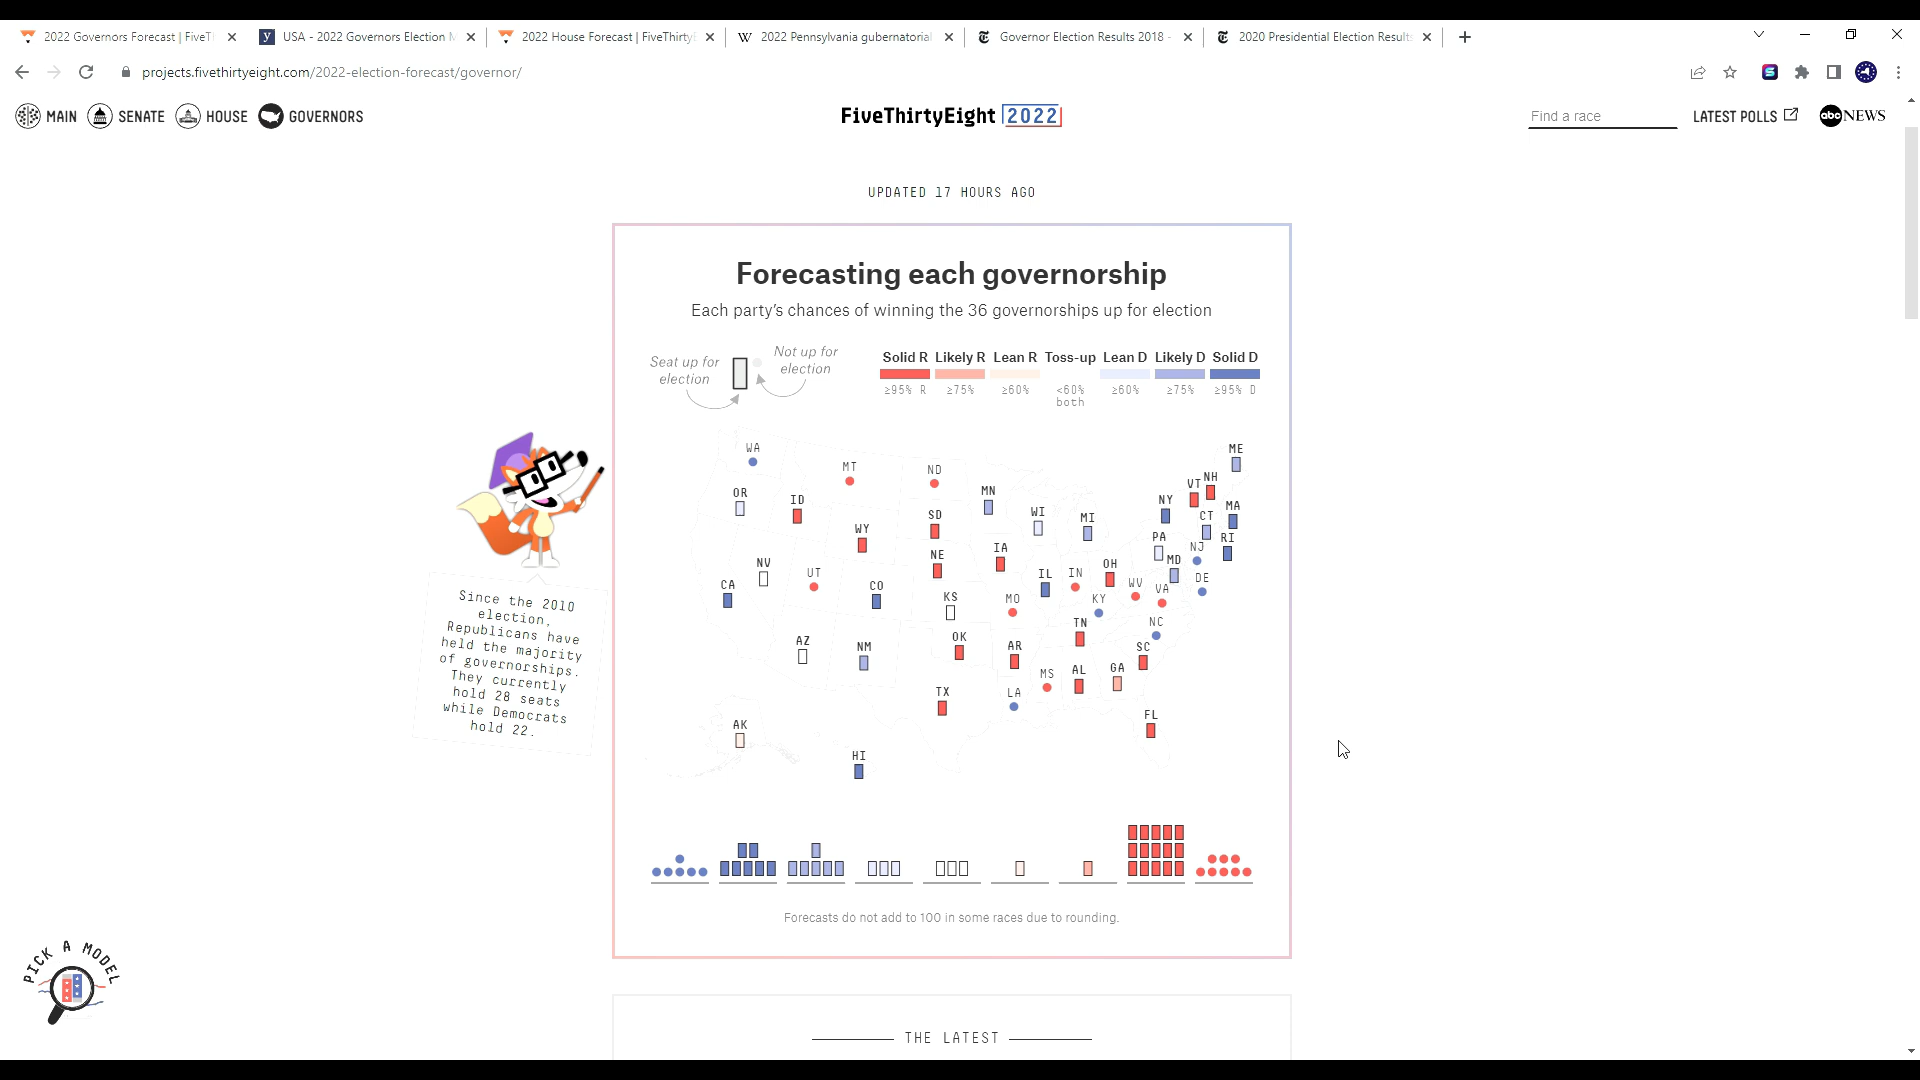 2022 Governors Forecast | FiveT
USA - 2022 Governors Election M
2022 House Forecast | FiveThirty
2022 Pennsylvania gubernatorial
Governor Election Results 2018 -
2020 Presidential Election Results
projects.fivethirtyeight.com/2022-election-forecast/governor/
MAIN SENATE HOUSE GOVERNORS
FiveThirtyEight 2022
Find a race
LATEST POLLS
abc NEWS
UPDATED 17 HOURS AGO
Forecasting each governorship
Each party's chances of winning the 36 governorships up for election
Seat up for
election
Not up for
election
Solid R Likely R Lean R Toss-up Lean D Likely D Solid D
≥95% R ≥75% ≥60% <60% ≥60% ≥75% ≥95% D
both
WA
ME
MT
ND
NH
VT
MN
OR
ID
NY
MA
WI
SD
MI
CT
WY
PA
RI
IA
NJ
NE
MD
NV
OH
UT
IL
IN
DE
CA
CO
WV
VA
KS
MO
KY
TN
NC
OK
AZ
NM
AR
SC
MS
AL
GA
TX
LA
FL
AK
HI
Since the 2010
election,
Republicans have
held the majority
of governorships.
They currently
hold 28 seats
while Democrats
hold 22.
Forecasts do not add to 100 in some races due to rounding.
PICK A MODEL
THE LATEST